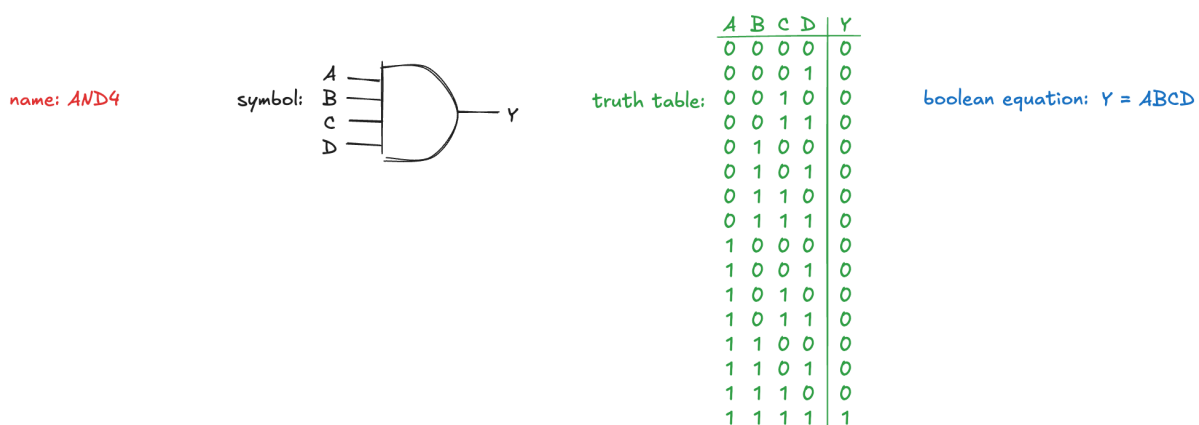 name: AND4
symbol:
A
B
C
D
Y
truth table:
A B C D Y
0 0 0 0 0
0 0 0 1 0
0 0 1 0 0
0 0 1 1 0
0 1 0 0 0
0 1 0 1 0
0 1 1 0 0
0 1 1 1 0
1 0 0 0 0
1 0 0 1 0
1 0 1 0 0
1 0 1 1 0
1 1 0 0 0
1 1 0 1 0
1 1 1 0 0
1 1 1 1 1
boolean equation: Y = ABCD